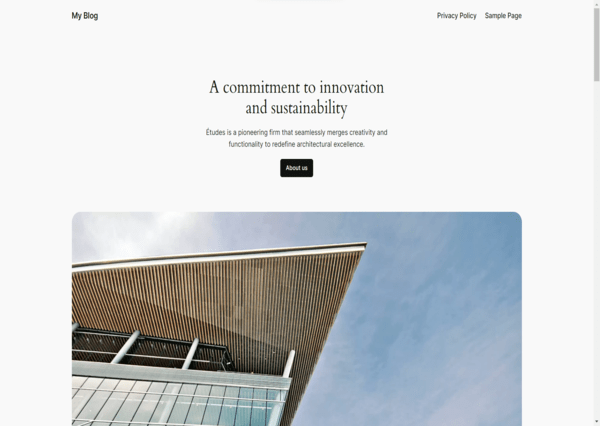 My Blog
Privacy Policy Sample Page
A commitment to innovation
and sustainability
Études is a pioneering firm that seamlessly merges creativity and
functionality to redefine architectural excellence.
About us